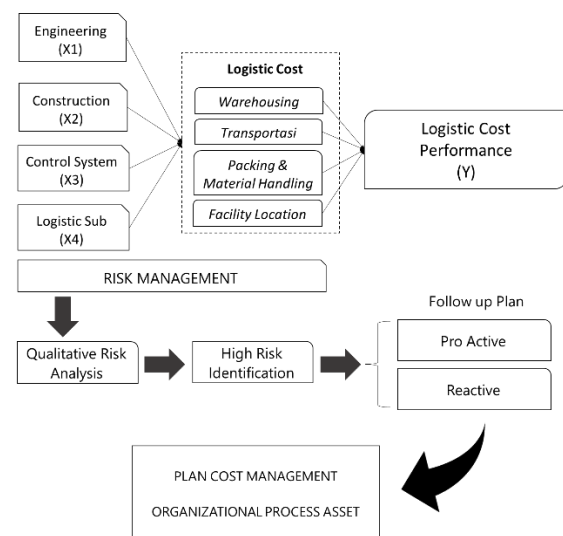 Engineering
(X1)
Construction
(X2)
Control System
(X3)
Logistic Sub
(X4)
Logistic Cost
Warehousing
Transportasi
Packing &
Material Handling
Facility Location
Logistic Cost
Performance
(Y)
RISK MANAGEMENT
Qualitative Risk
Analysis
High Risk
Identification
Follow up Plan
Pro Active
Reactive
PLAN COST MANAGEMENT
ORGANIZATIONAL PROCESS ASSET